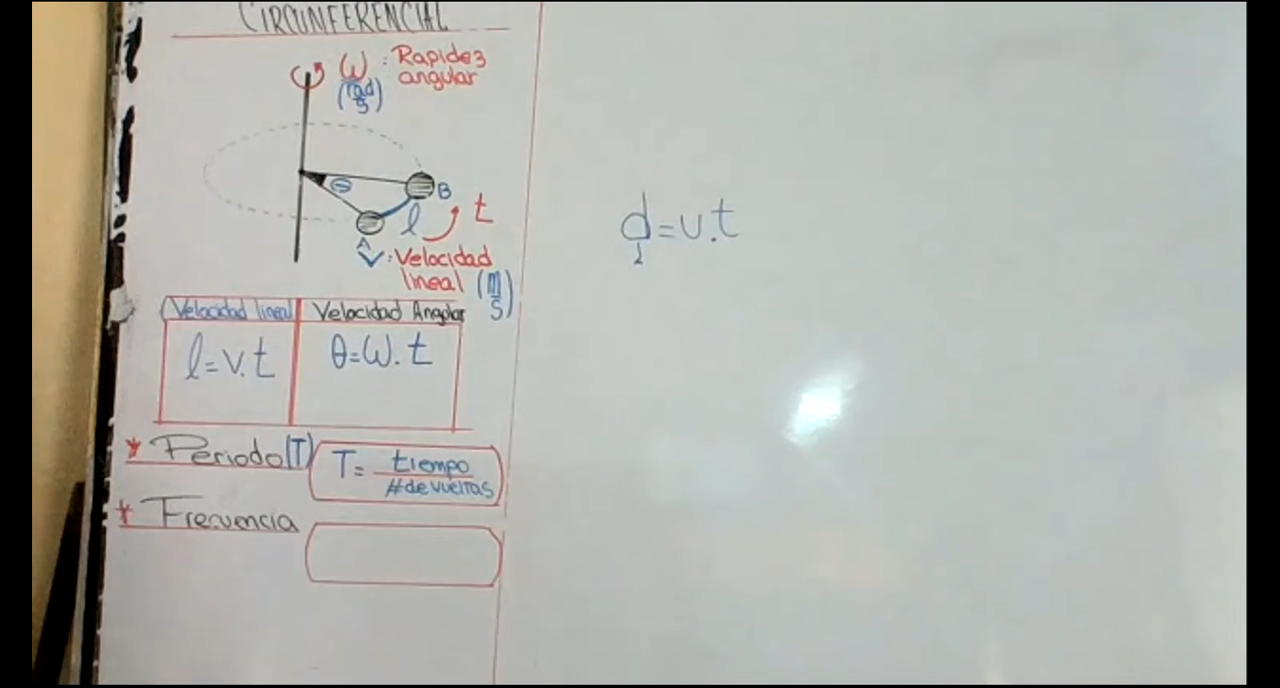 CIRCUNFERENCIAL
ω : Rapidez
angular
(rad/s)
θ
B
l
t
A
V: Velocidad
lineal (m/s)
Velocidad lineal
Velocidad Angular
l=v.t
θ=ω.t
* Periodo(T)
T= tiempo
# de vueltas
* Frecuencia
d=v.t